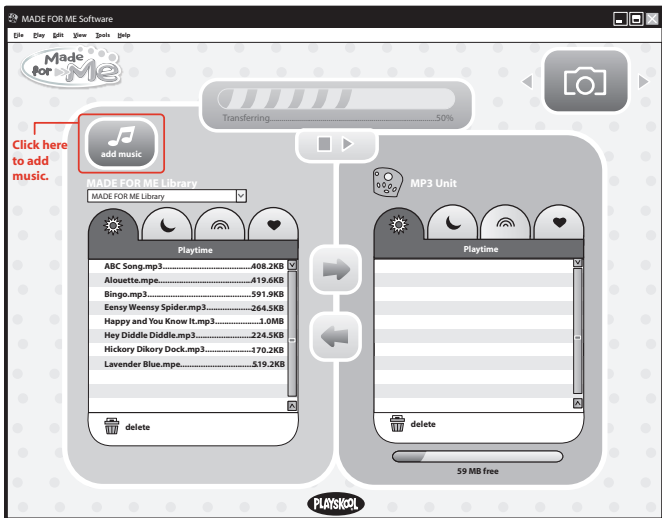 MADE FOR ME Software
File Play Edit View Tools Help
Made
for Me
Transferring 50%
Click here
to add
music.
add music
MADE FOR ME Library
MADE FOR ME Library
Playtime
ABC Song.mp3 408.2KB
Alouette.mpe 419.6KB
Bingo.mp3 591.9KB
Eensy Weensy Spider.mp3 264.5KB
Happy and You Know It.mp3 1.0MB
Hey Diddle Diddle.mp3 224.5KB
Hickory Dikory Dock.mp3 170.2KB
Lavender Blue.mpe 519.2KB
delete
MP3 Unit
Playtime
delete
59 MB free
PLAYSKOOL